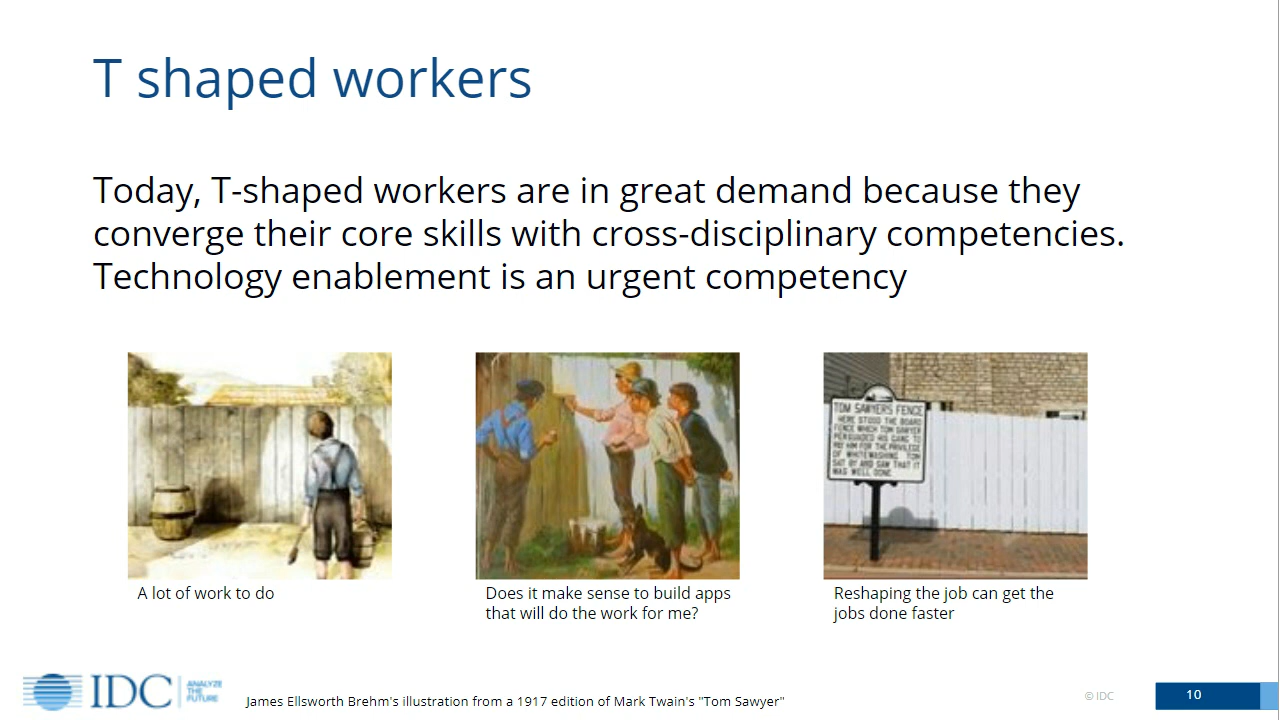 T shaped workers
Today, T-shaped workers are in great demand because they
converge their core skills with cross-disciplinary competencies.
Technology enablement is an urgent competency
TOM SAWYERS FENCE
HERE STOOD THE BOARD
FENCE WHICH TOM SAWYER
PERSUADED HIS GANG TO
PAY HIM FOR THE PRIVILEGE
OF WHITEWASHING TOM
SAT BY AND SAW THAT IT
WAS WELL DONE
A lot of work to do
Does it make sense to build apps
that will do the work for me?
Reshaping the job can get the
jobs done faster
IDC
ANALYZE
THE
FUTURE
James Ellsworth Brehm's illustration from a 1917 edition of Mark Twain's "Tom Sawyer"
© IDC
10